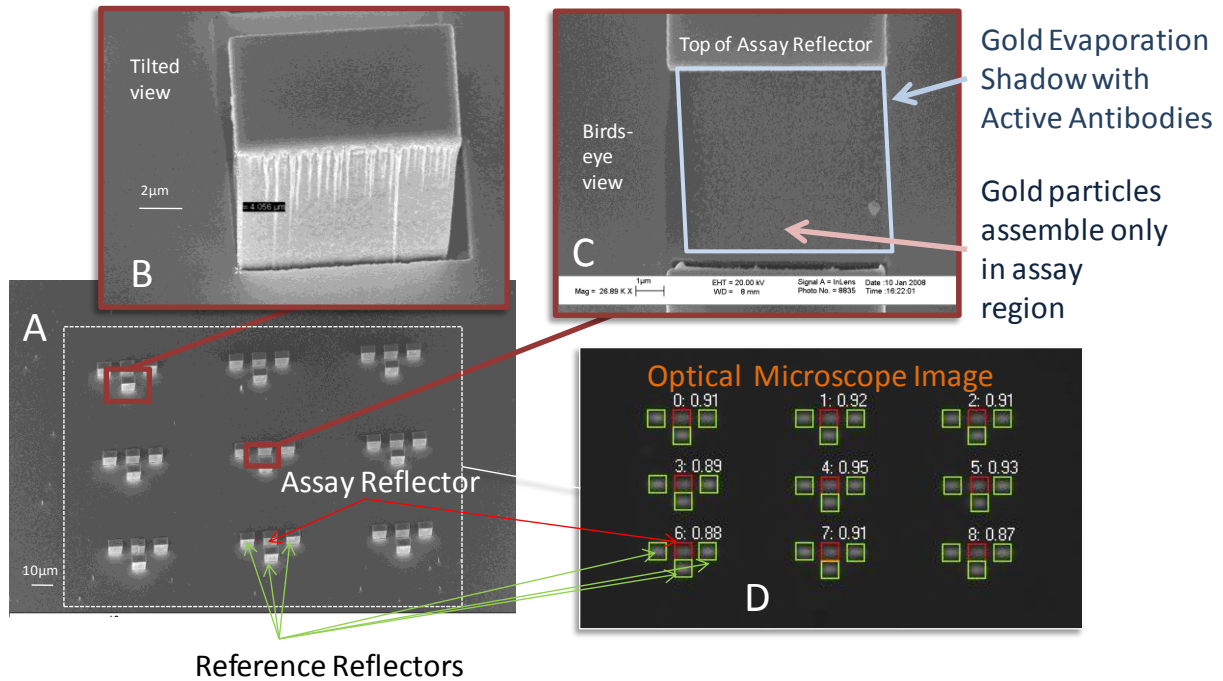 Tilted
view
2µm
= 4.056 µm
B
Top of Assay Reflector
Birds-
eye
view
C
Mag = 26.89 K X
1µm
EHT = 20.00 kV
WD = 8 mm
Signal A = InLens
Photo No. = 8835
Date :10 Jan 2008
Time :16:22:01
Gold Evaporation
Shadow with
Active Antibodies
Gold particles
assemble only
in assay
region
A
Assay Reflector
10µm
Optical Microscope Image
0: 0.91
1: 0.92
2: 0.91
3: 0.89
4: 0.95
5: 0.93
6: 0.88
7: 0.91
8: 0.87
D
Reference Reflectors